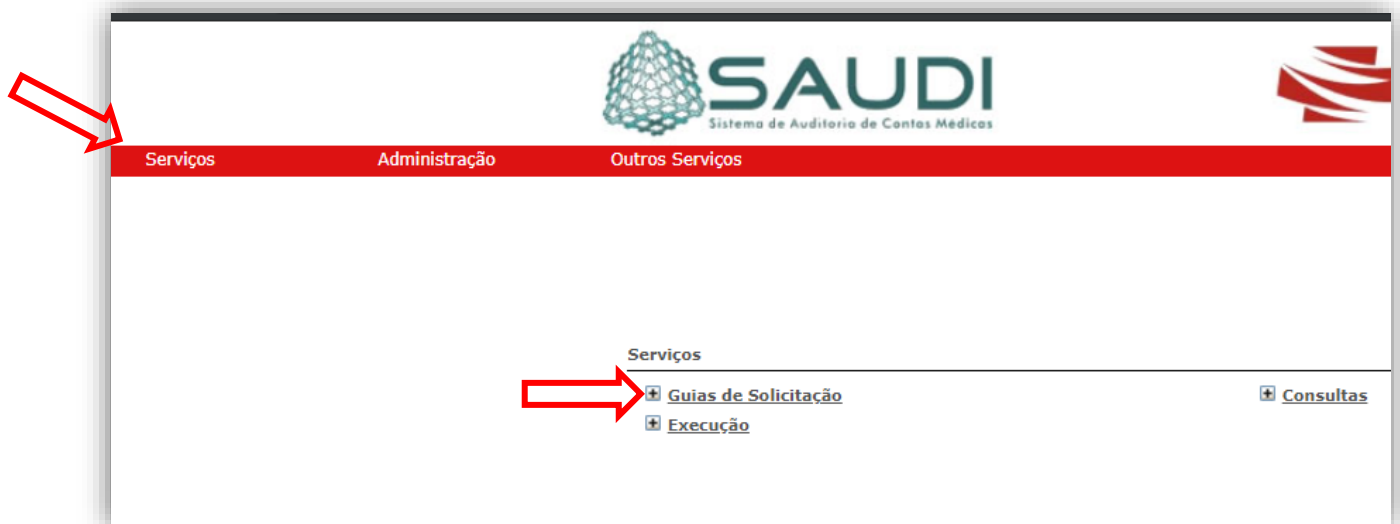 SAUDI
Sistema de Auditoria de Contas Médicas
Serviços Administração Outros Serviços
Serviços
Guias de Solicitação Consultas
Execução